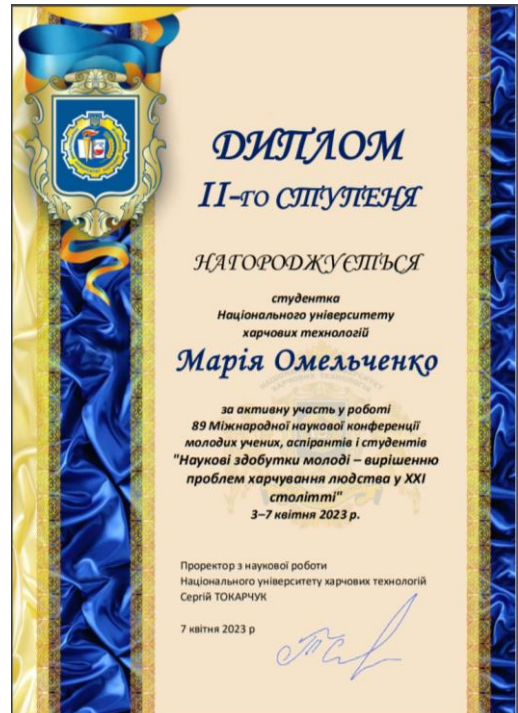 ДИПЛОМ
II-го СТУПЕНЯ
НАГОРОДЖУЄТЬСЯ
студентка
Національного університету
харчових технологій
Марія Омельченко
за активну участь у роботі
89 Міжнародної наукової конференції
молодих учених, аспірантів і студентів
"Наукові здобутки молоді – вирішенню
проблем харчування людства у XXI
столітті"
3–7 квітня 2023 р.
Проректор з наукової роботи
Національного університету харчових технологій
Сергій ТОКАРЧУК
7 квітня 2023 р